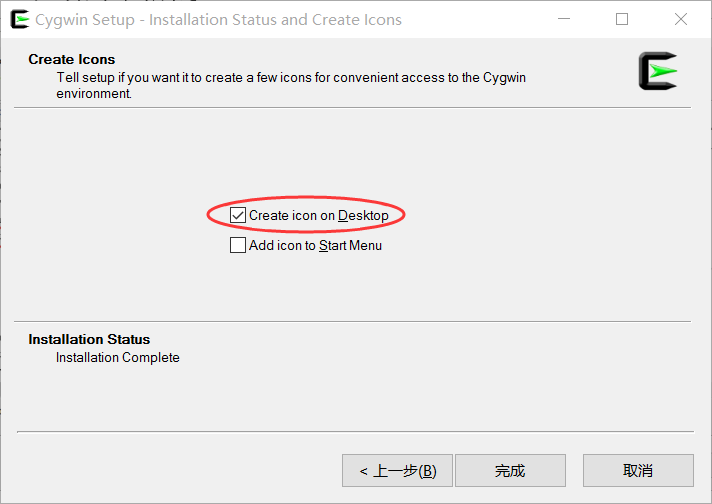 Cygwin Setup - Installation Status and Create Icons
Create Icons
Tell setup if you want it to create a few icons for convenient access to the Cygwin
environment.
Create icon on Desktop
Add icon to Start Menu
Installation Status
Installation Complete
< 上一步(B)
完成
取消